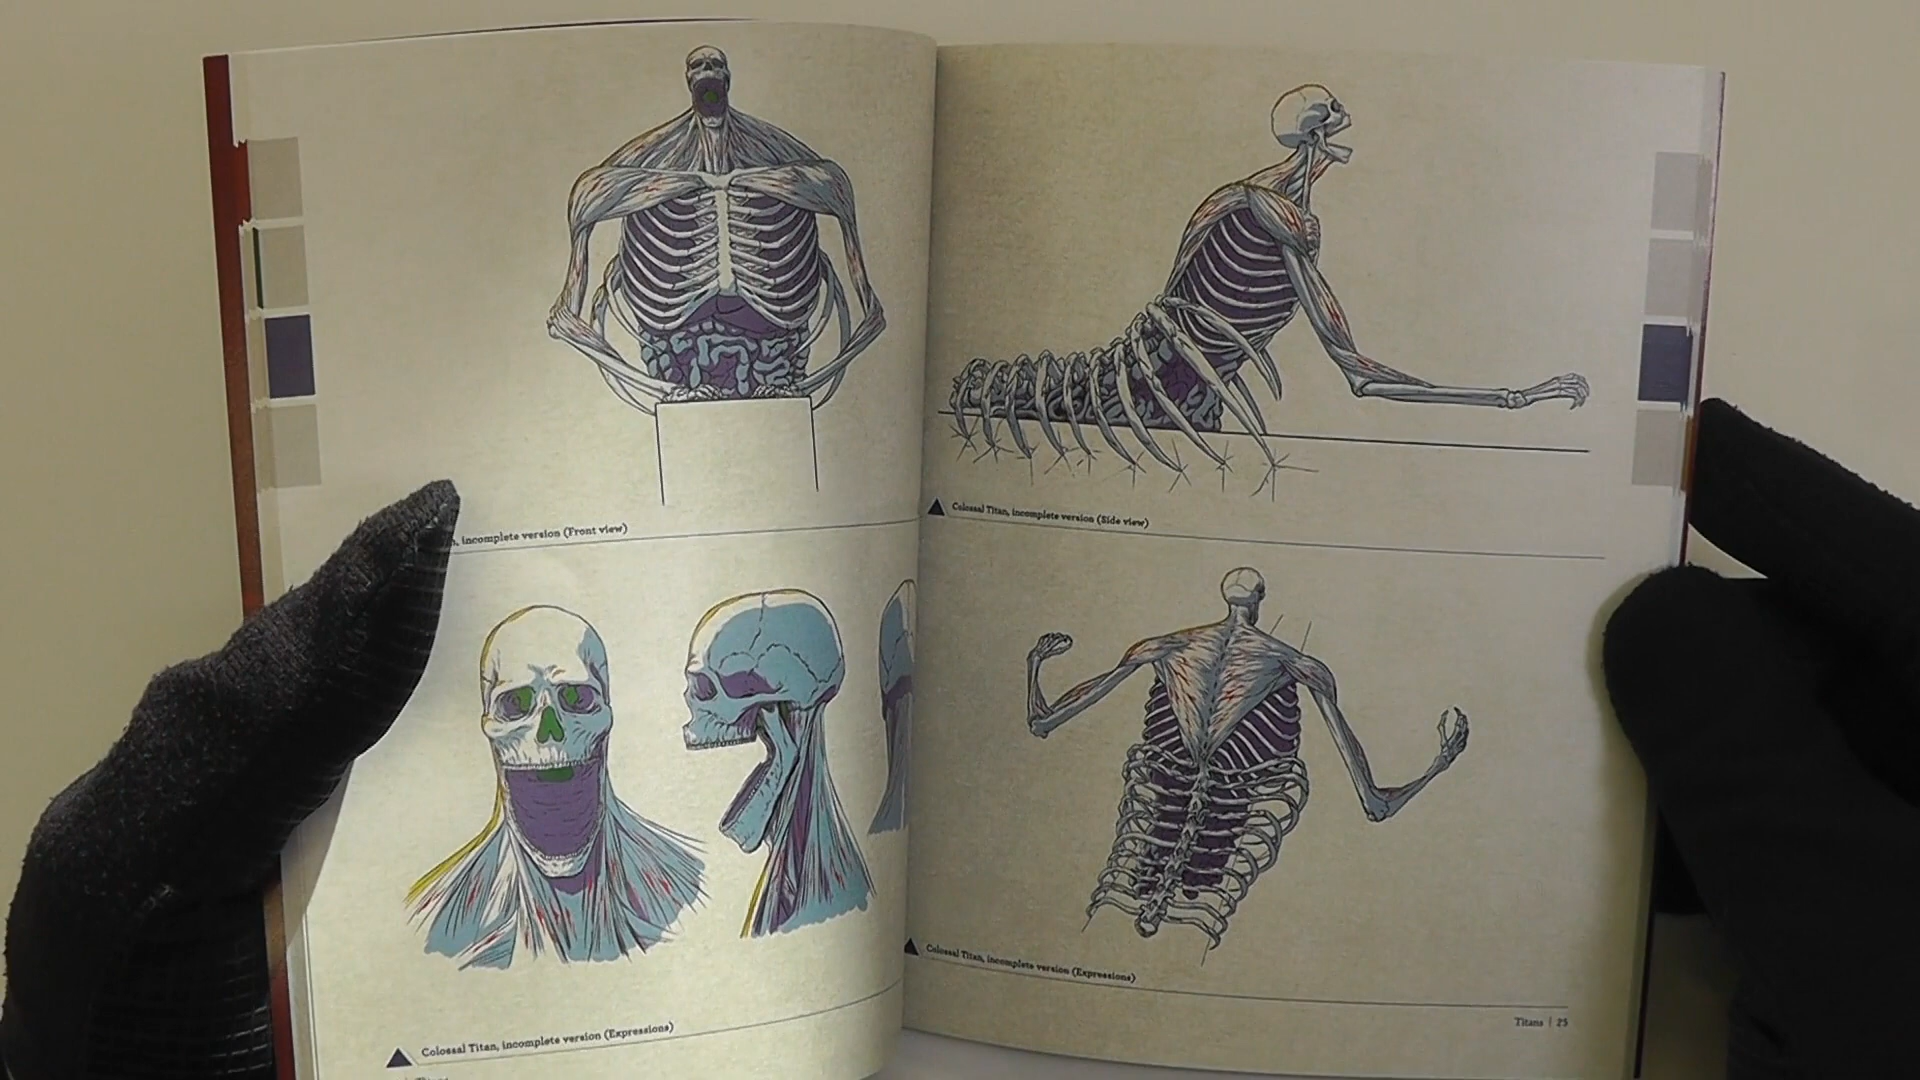 , incomplete version (Front view)
Colossal Titan, incomplete version (Expressions)
Colossal Titan, incomplete version (Side view)
Colossal Titan, incomplete version (Expressions)
Titans | 25